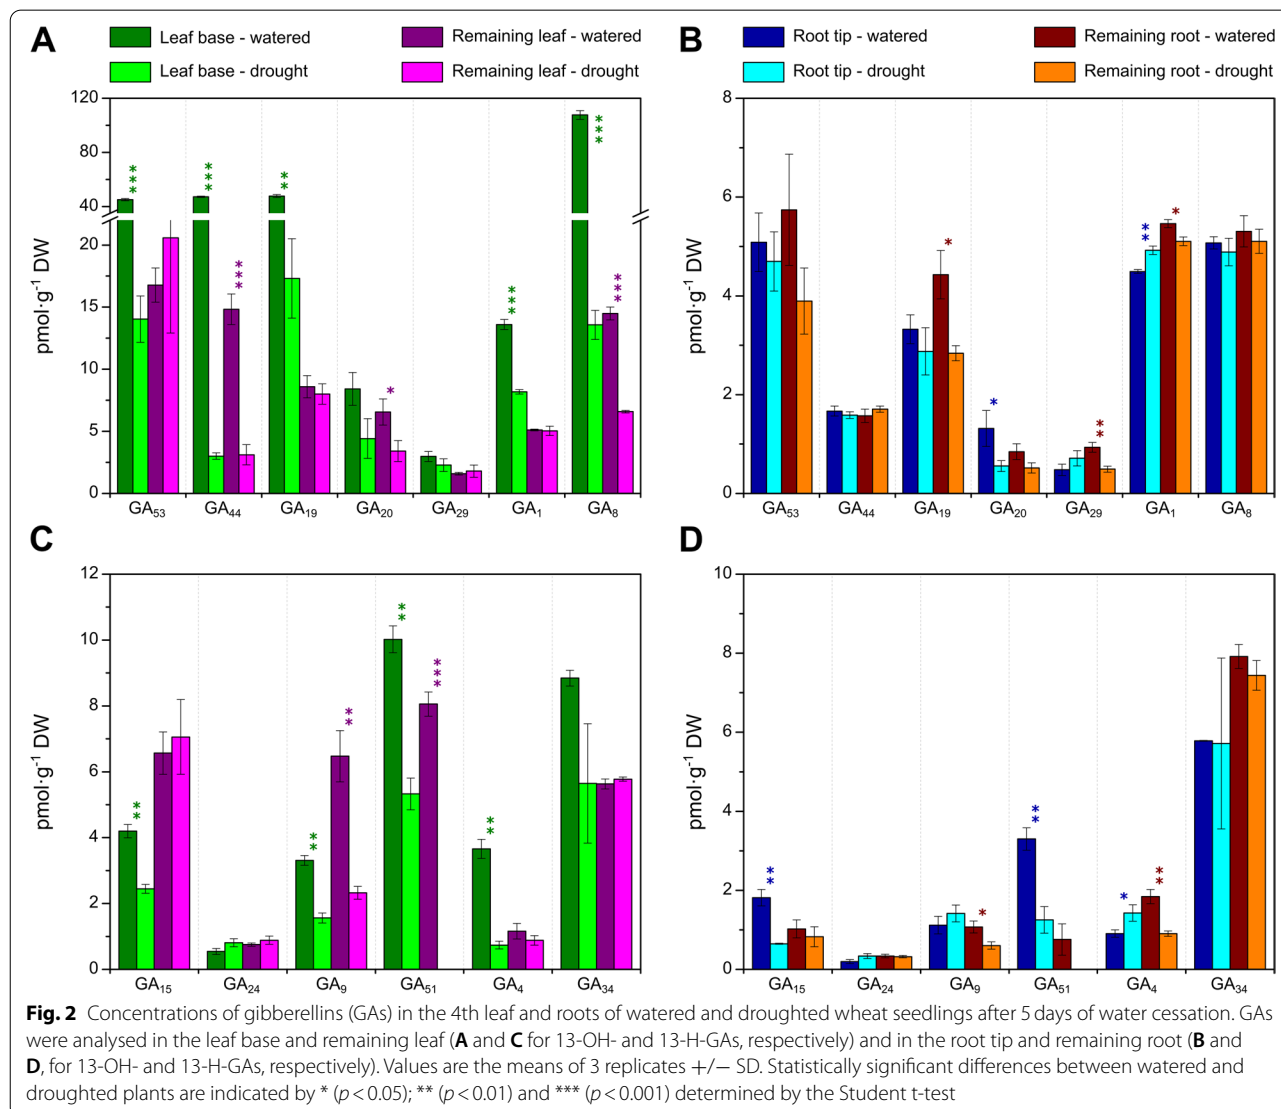 A
Leaf base - watered
Remaining leaf - watered
Leaf base - drought
Remaining leaf - drought
120
80
40
20
15
10
5
0
pmol·g⁻¹ DW
***
***
***
**
*
***
***
***
GA₅₃ GA₄₄ GA₁₉ GA₂₀ GA₂₉ GA₁ GA₈
B
Root tip - watered
Remaining root - watered
Root tip - drought
Remaining root - drought
8
6
4
2
0
pmol·g⁻¹ DW
*
*
**
**
*
GA₅₃ GA₄₄ GA₁₉ GA₂₀ GA₂₉ GA₁ GA₈
C
12
10
8
6
4
2
0
pmol·g⁻¹ DW
**
**
**
**
***
**
GA₁₅ GA₂₄ GA₉ GA₅₁ GA₄ GA₃₄
D
10
8
6
4
2
0
pmol·g⁻¹ DW
**
*
**
*
**
GA₁₅ GA₂₄ GA₉ GA₅₁ GA₄ GA₃₄
Fig. 2 Concentrations of gibberellins (GAs) in the 4th leaf and roots of watered and droughted wheat seedlings after 5 days of water cessation. GAs
were analysed in the leaf base and remaining leaf (A and C for 13-OH- and 13-H-GAs, respectively) and in the root tip and remaining root (B and
D, for 13-OH- and 13-H-GAs, respectively). Values are the means of 3 replicates +/− SD. Statistically significant differences between watered and
droughted plants are indicated by * (p < 0.05); ** (p < 0.01) and *** (p < 0.001) determined by the Student t-test